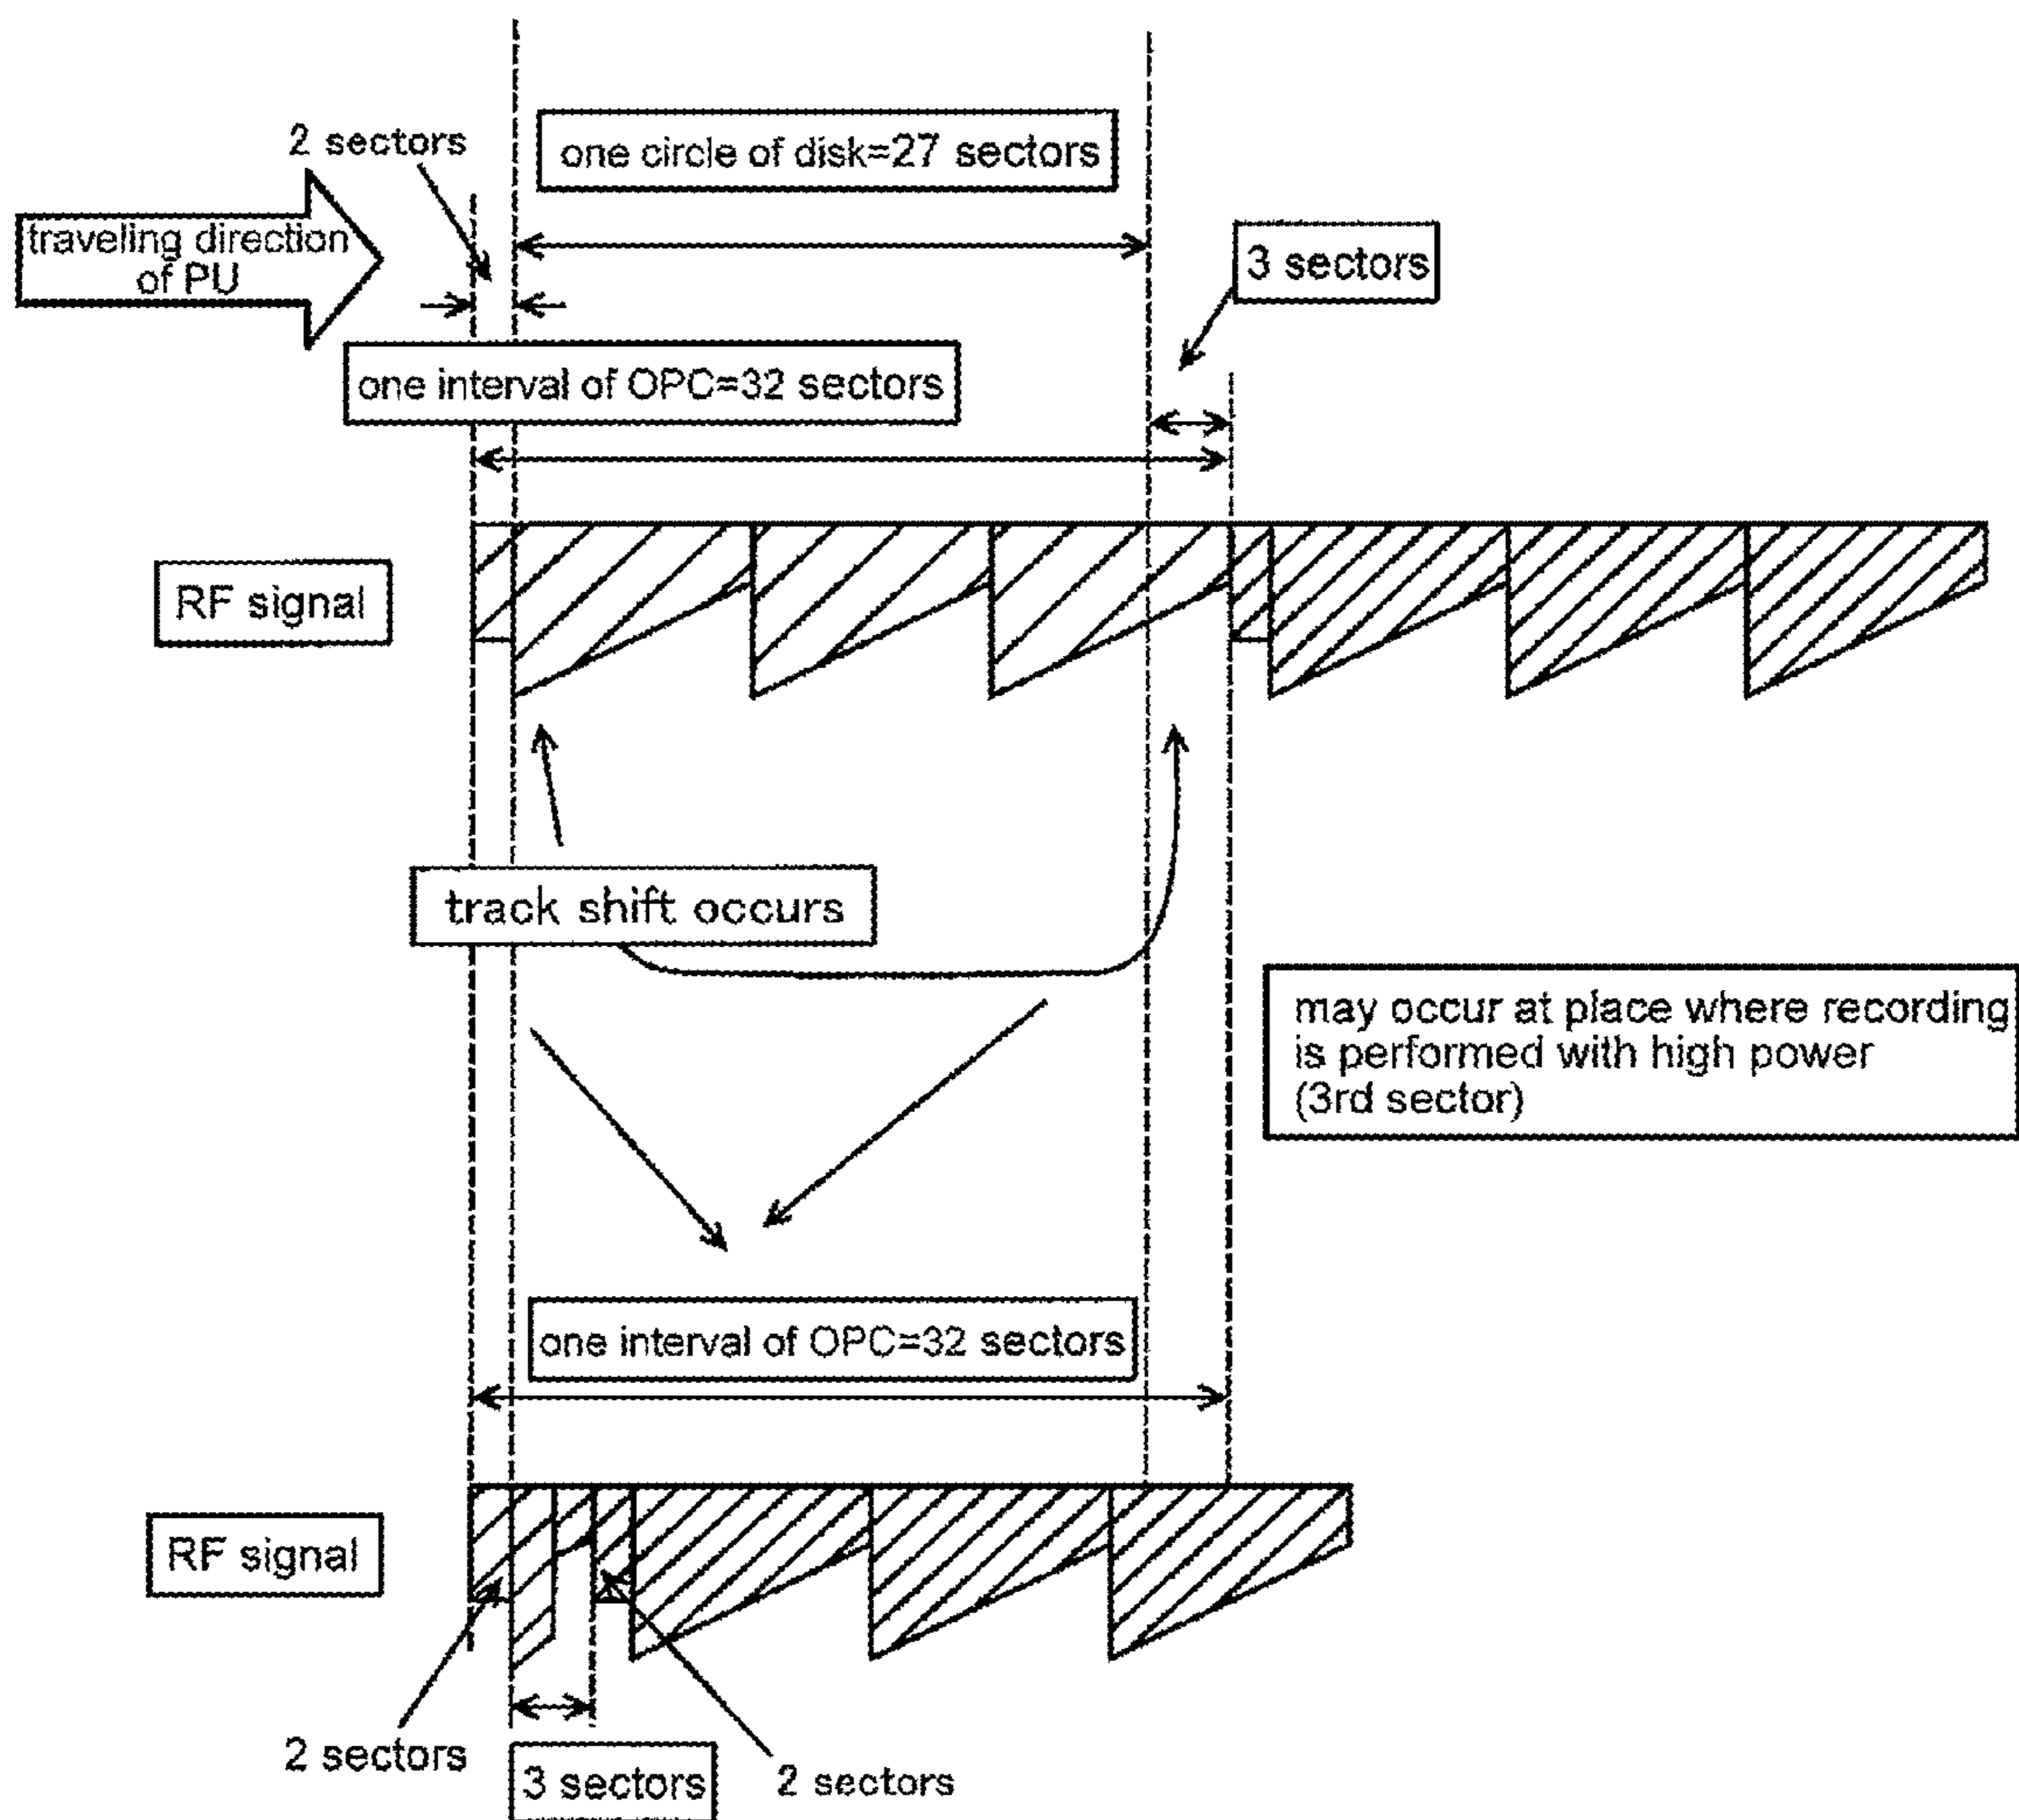 2 sectors
one circle of disk=27 sectors
traveling direction
of PU
3 sectors
one interval of OPC=32 sectors
RF signal
track shift occurs
may occur at place where recording
is performed with high power
(3rd sector)
one interval of OPC=32 sectors
RF signal
2 sectors
3 sectors
2 sectors